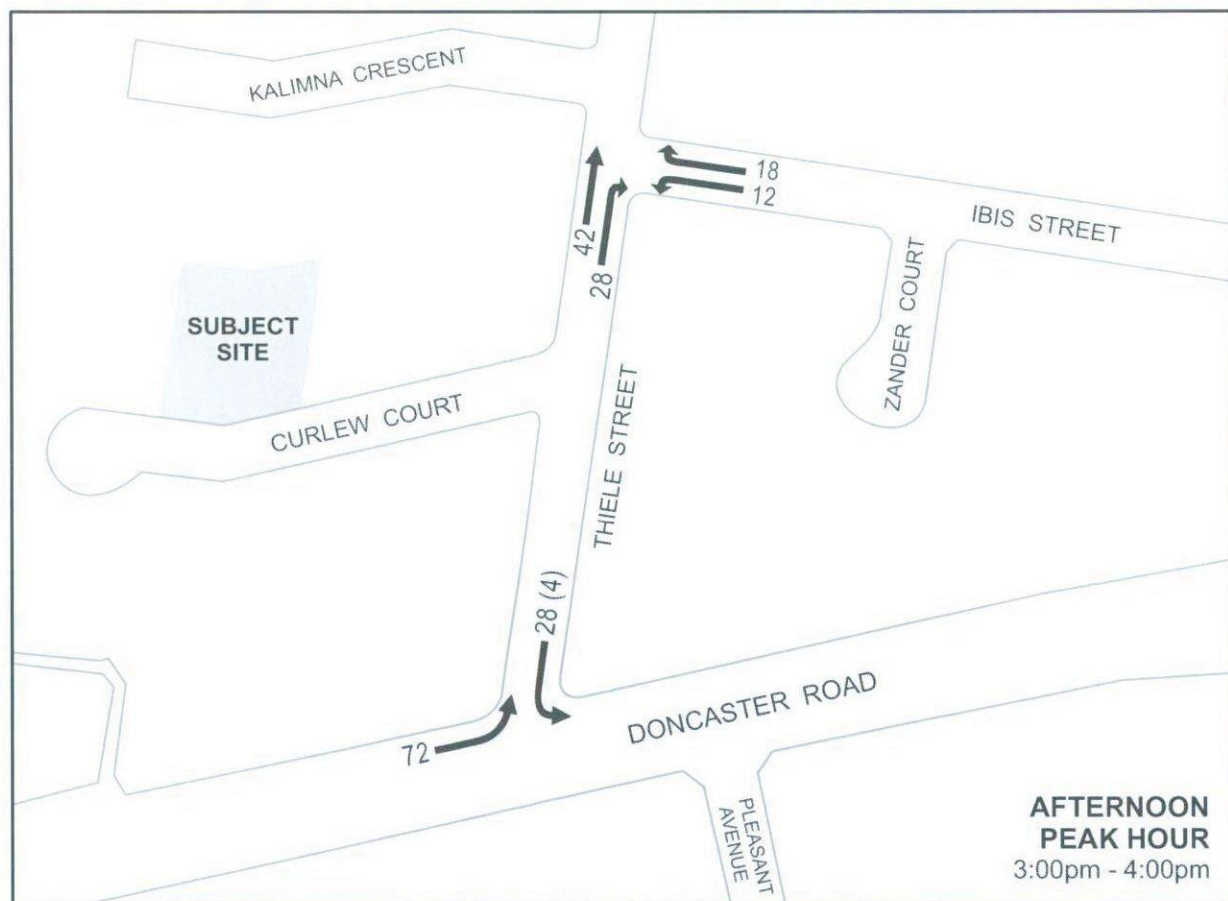 KALIMNA CRESCENT
18
12
IBIS STREET
42
28
ZANDER COURT
SUBJECT
SITE
CURLEW COURT
THIELE STREET
28 (4)
DONCASTER ROAD
72
PLEASANT
AVENUE
AFTERNOON
PEAK HOUR
3:00pm - 4:00pm